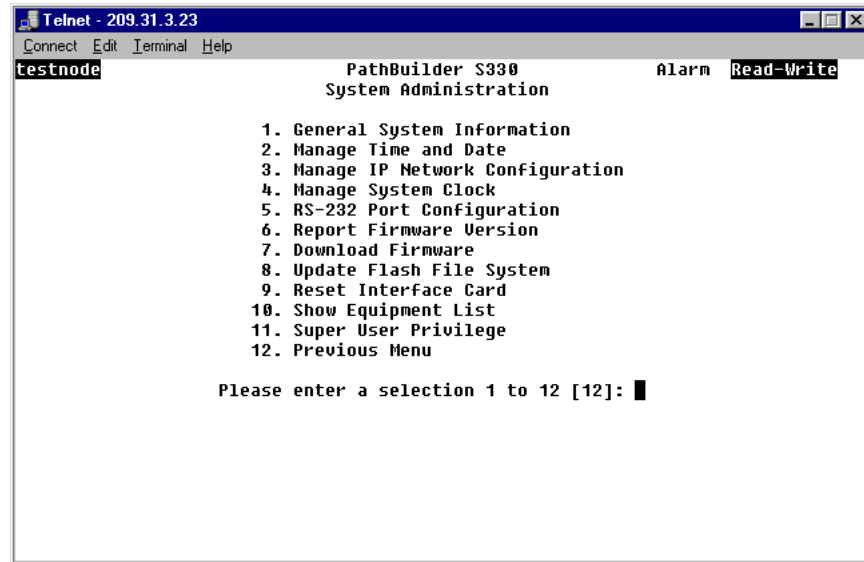 Telnet - 209.31.3.23
Connect Edit Terminal Help
testnode PathBuilder S330 Alarm Read-Write
System Administration
1. General System Information
2. Manage Time and Date
3. Manage IP Network Configuration
4. Manage System Clock
5. RS-232 Port Configuration
6. Report Firmware Version
7. Download Firmware
8. Update Flash File System
9. Reset Interface Card
10. Show Equipment List
11. Super User Privilege
12. Previous Menu
Please enter a selection 1 to 12 [12]: